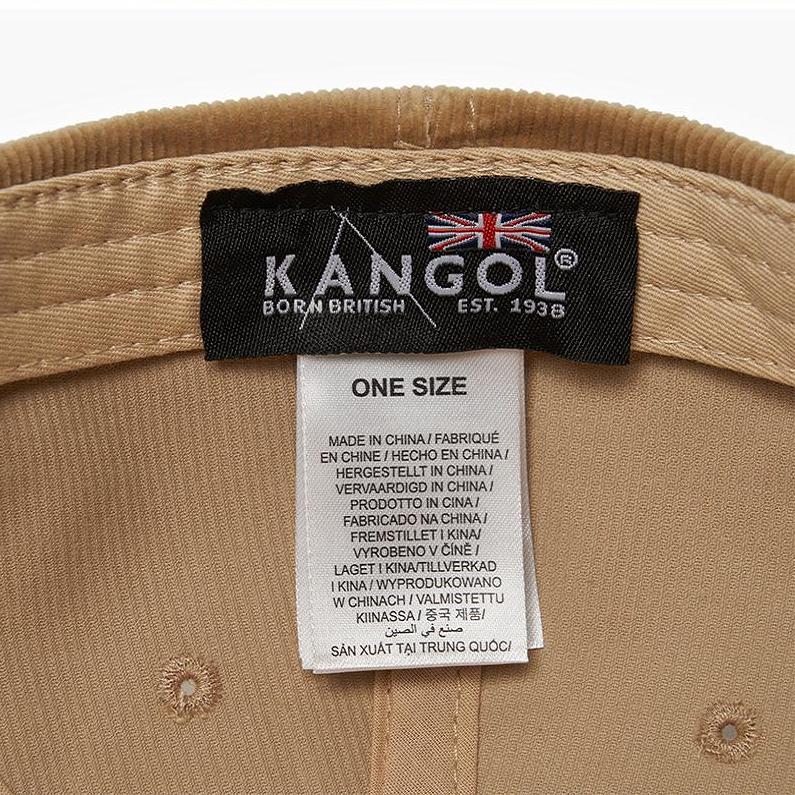 KANGOL®
BORN BRITISH EST. 1938
ONE SIZE
MADE IN CHINA / FABRIQUÉ
EN CHINE / HECHO EN CHINA /
HERGESTELLT IN CHINA /
VERVAARDIGD IN CHINA /
PRODOTTO IN CINA /
FABRICADO NA CHINA /
FREMSTILLET I KINA /
VYROBENO V ČÍNĚ /
LAGET I KINA/TILLVERKAD
I KINA / WYPRODUKOWANO
W CHINACH / VALMISTETTU
KIINASSA / 중국 제품/
صنع في الصين
SẢN XUẤT TẠI TRUNG QUỐC/